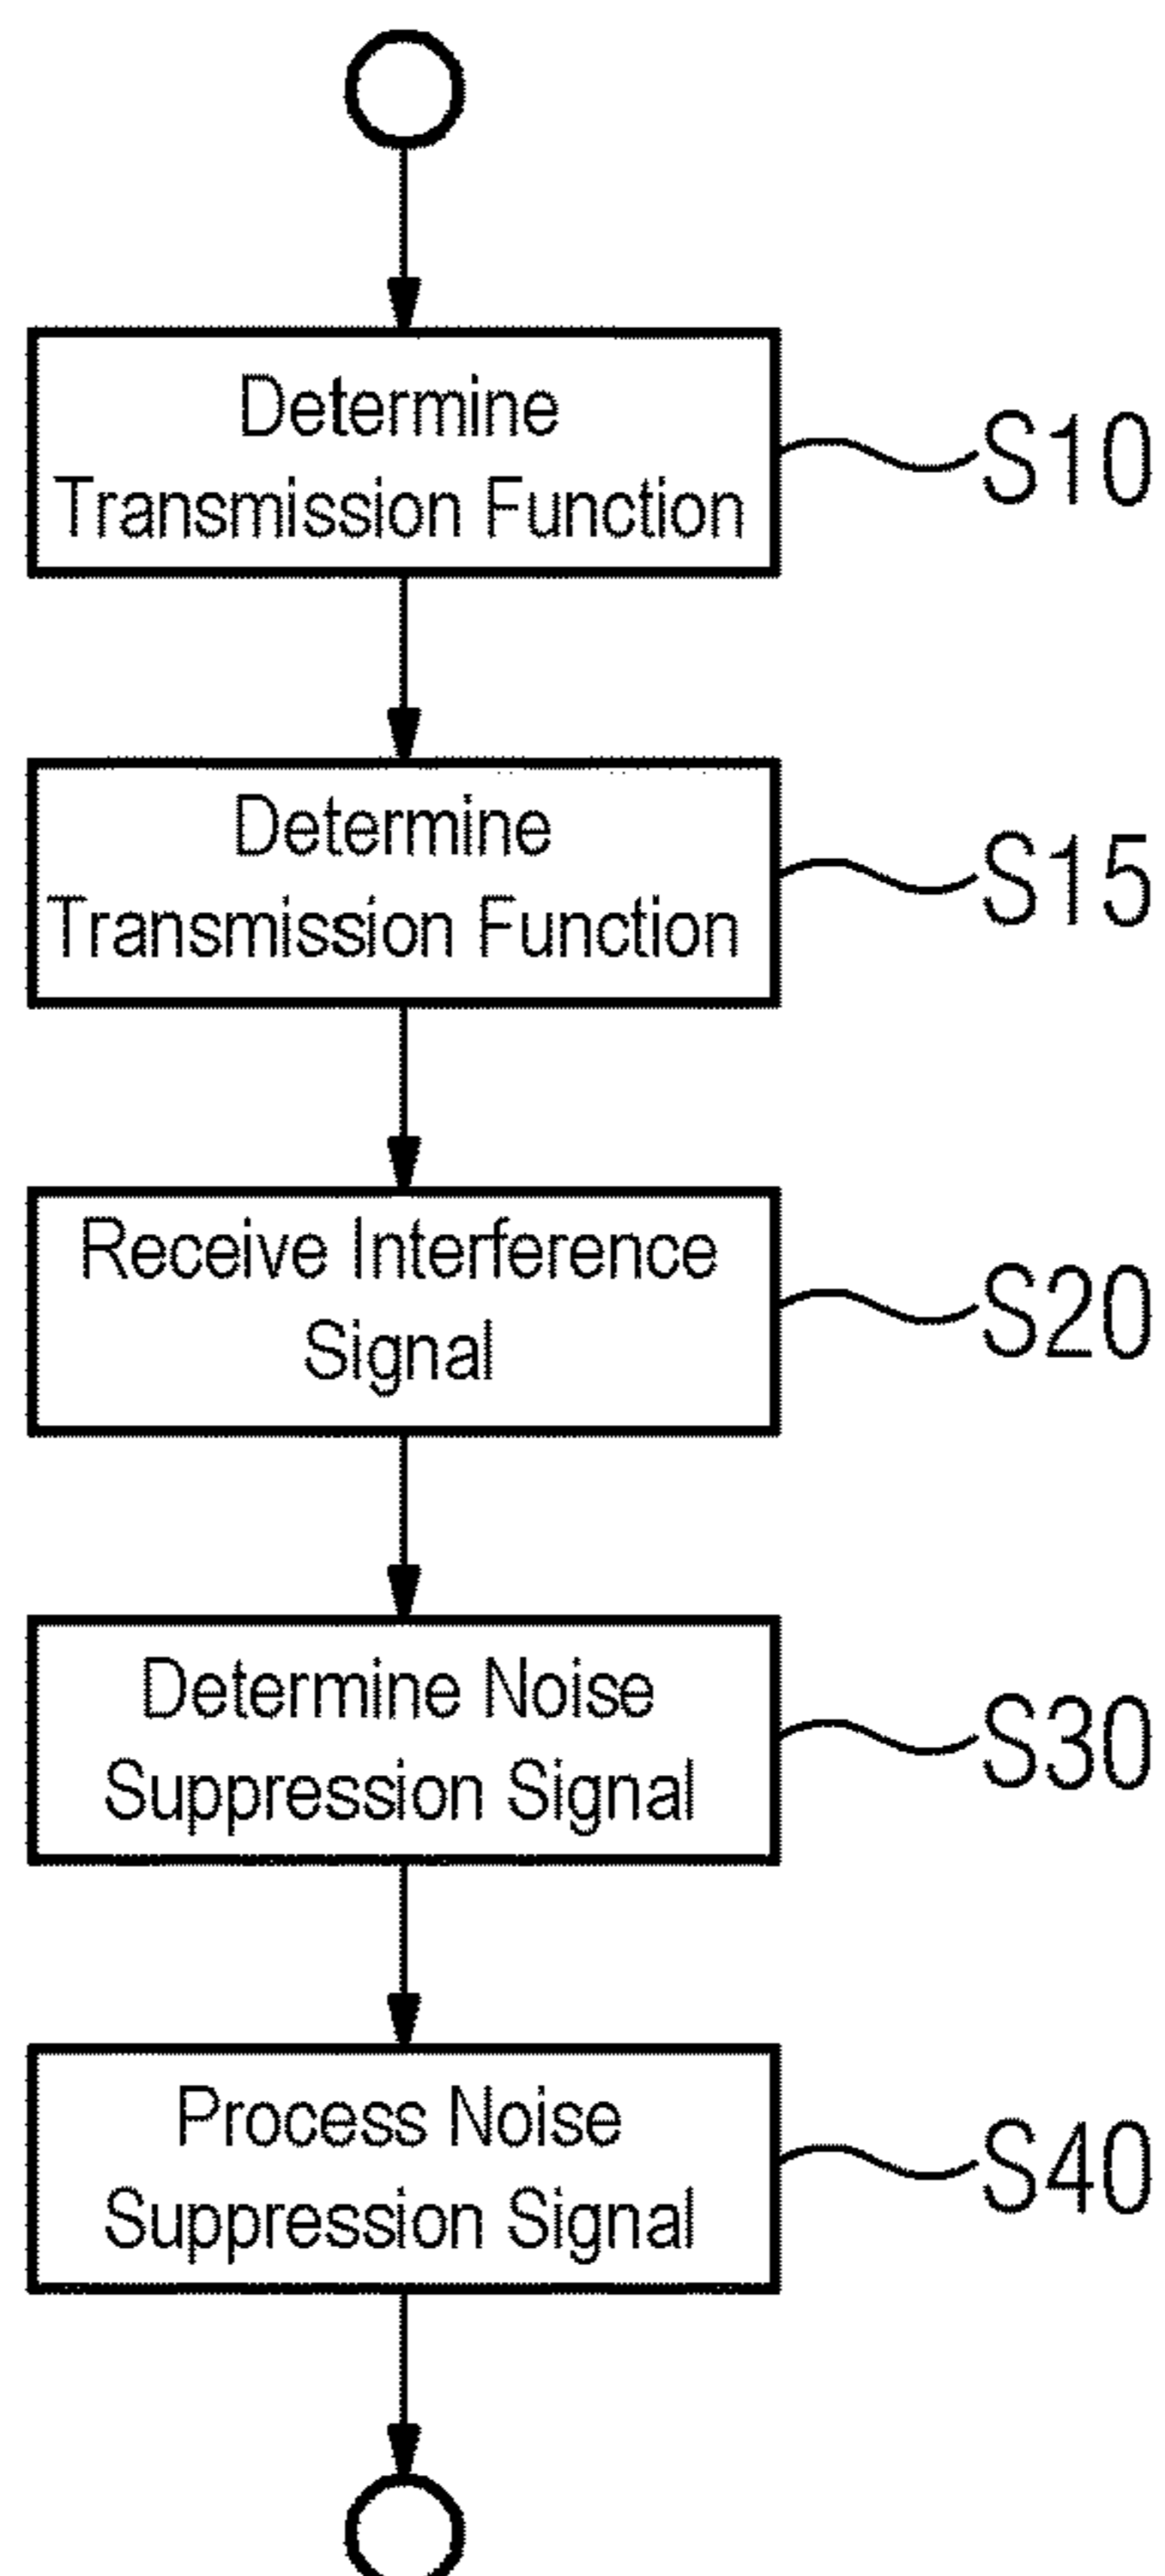 Determine
Transmission Function
S10
Determine
Transmission Function
S15
Receive Interference
Signal
S20
Determine Noise
Suppression Signal
S30
Process Noise
Suppression Signal
S40